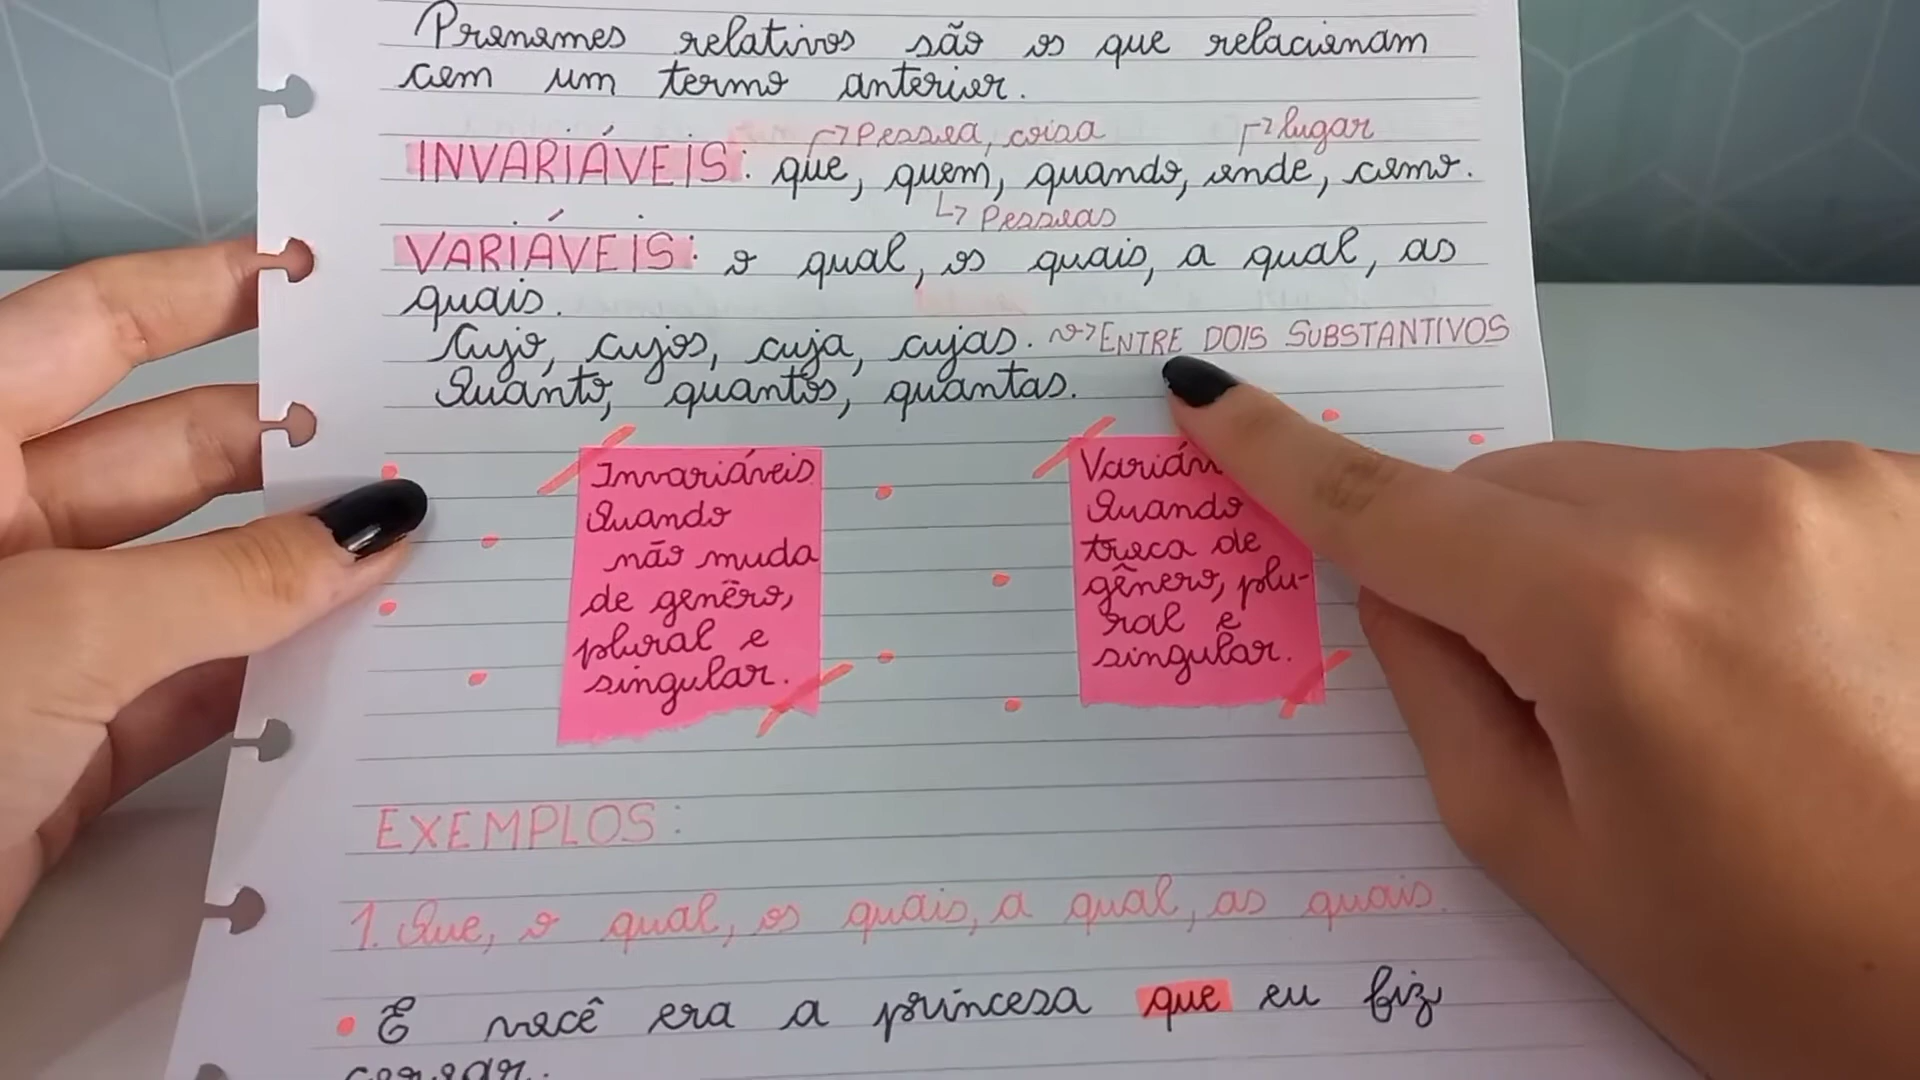 Pronomes relativos são os que relacionam
com um termo anterior.
Pessoa, coisa
lugar
INVARIÁVEIS: que, quem, quando, onde, como.
Pessoas
VARIÁVEIS: o qual, os quais, a qual, as
quais.
Cujo, cujos, cuja, cujas. ENTRE DOIS SUBSTANTIVOS
Quanto, quantos, quantas.
Invariáveis
Quando
não muda
de genêro,
plural e
singular.
Quando
troca de
gênero, plu-
ral e
singular.
EXEMPLOS:
1. Que, o qual, os quais, a qual, as quais.
• E você era a princesa que eu fiz